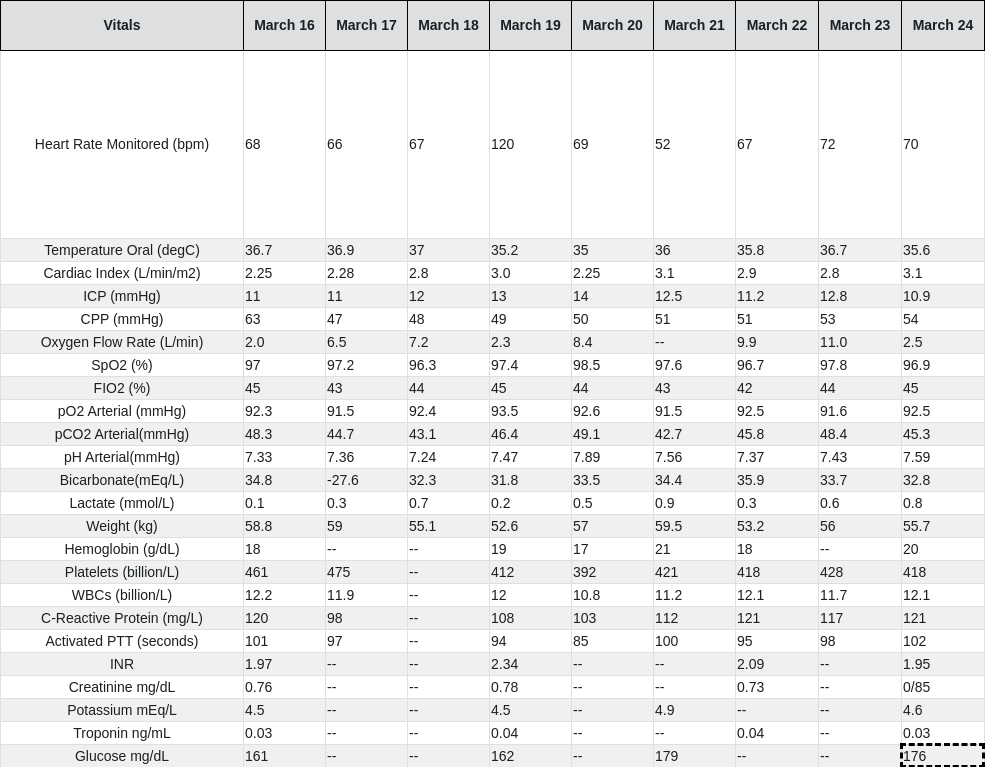 Vitals March 16 March 17 March 18 March 19 March 20 March 21 March 22 March 23 March 24
Heart Rate Monitored (bpm) 68 66 67 120 69 52 67 72 70
Temperature Oral (degC) 36.7 36.9 37 35.2 35 36 35.8 36.7 35.6
Cardiac Index (L/min/m2) 2.25 2.28 2.8 3.0 2.25 3.1 2.9 2.8 3.1
ICP (mmHg) 11 11 12 13 14 12.5 11.2 12.8 10.9
CPP (mmHg) 63 47 48 49 50 51 51 53 54
Oxygen Flow Rate (L/min) 2.0 6.5 7.2 2.3 8.4 -- 9.9 11.0 2.5
SpO2 (%) 97 97.2 96.3 97.4 98.5 97.6 96.7 97.8 96.9
FIO2 (%) 45 43 44 45 44 43 42 44 45
pO2 Arterial (mmHg) 92.3 91.5 92.4 93.5 92.6 91.5 92.5 91.6 92.5
pCO2 Arterial(mmHg) 48.3 44.7 43.1 46.4 49.1 42.7 45.8 48.4 45.3
pH Arterial(mmHg) 7.33 7.36 7.24 7.47 7.89 7.56 7.37 7.43 7.59
Bicarbonate(mEq/L) 34.8 -27.6 32.3 31.8 33.5 34.4 35.9 33.7 32.8
Lactate (mmol/L) 0.1 0.3 0.7 0.2 0.5 0.9 0.3 0.6 0.8
Weight (kg) 58.8 59 55.1 52.6 57 59.5 53.2 56 55.7
Hemoglobin (g/dL) 18 -- -- 19 17 21 18 -- 20
Platelets (billion/L) 461 475 -- 412 392 421 418 428 418
WBCs (billion/L) 12.2 11.9 -- 12 10.8 11.2 12.1 11.7 12.1
C-Reactive Protein (mg/L) 120 98 -- 108 103 112 121 117 121
Activated PTT (seconds) 101 97 -- 94 85 100 95 98 102
INR 1.97 -- -- 2.34 -- -- 2.09 -- 1.95
Creatinine mg/dL 0.76 -- -- 0.78 -- -- 0.73 -- 0/85
Potassium mEq/L 4.5 -- -- 4.5 -- 4.9 -- -- 4.6
Troponin ng/mL 0.03 -- -- 0.04 -- -- 0.04 -- 0.03
Glucose mg/dL 161 -- -- 162 -- 179 -- -- 176